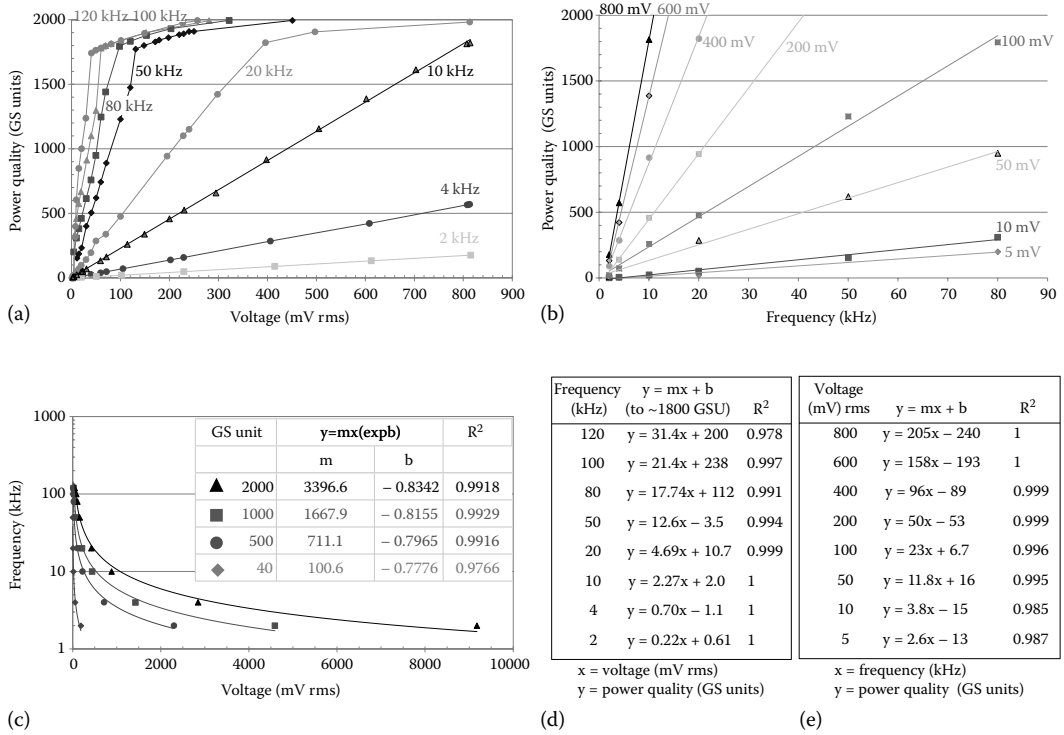 120 kHz 100 kHz
2000
1500
1000
500
0
Power quality (GS units)
50 kHz
80 kHz
20 kHz
10 kHz
4 kHz
2 kHz
0 100 200 300 400 500 600 700 800 900
Voltage (mV rms)
(a)
800 mV 600 mV
2000
1500
1000
500
0
Power quality (GS units)
400 mV
200 mV
100 mV
50 mV
10 mV
5 mV
0 10 20 30 40 50 60 70 80 90
Frequency (kHz)
(b)
1000
100
10
1
Frequency (kHz)
GS unit y=mx(expb) R2
m b
2000 3396.6 – 0.8342 0.9918
1000 1667.9 – 0.8155 0.9929
500 711.1 – 0.7965 0.9916
40 100.6 – 0.7776 0.9766
0 2000 4000 6000 8000 10000
Voltage (mV rms)
(c)
Frequency y = mx + b
(kHz) (to ~1800 GSU) R2
120 y = 31.4x + 200 0.978
100 y = 21.4x + 238 0.997
80 y = 17.74x + 112 0.991
50 y = 12.6x – 3.5 0.994
20 y = 4.69x + 10.7 0.999
10 y = 2.27x + 2.0 1
4 y = 0.70x – 1.1 1
2 y = 0.22x + 0.61 1
x = voltage (mV rms)
y = power quality (GS units)
(d)
Voltage
(mV) rms y = mx + b R2
800 y = 205x – 240 1
600 y = 158x – 193 1
400 y = 96x – 89 0.999
200 y = 50x – 53 0.999
100 y = 23x + 6.7 0.996
50 y = 11.8x + 16 0.995
10 y = 3.8x – 15 0.985
5 y = 2.6x – 13 0.987
x = frequency (kHz)
y = power quality (GS units)
(e)